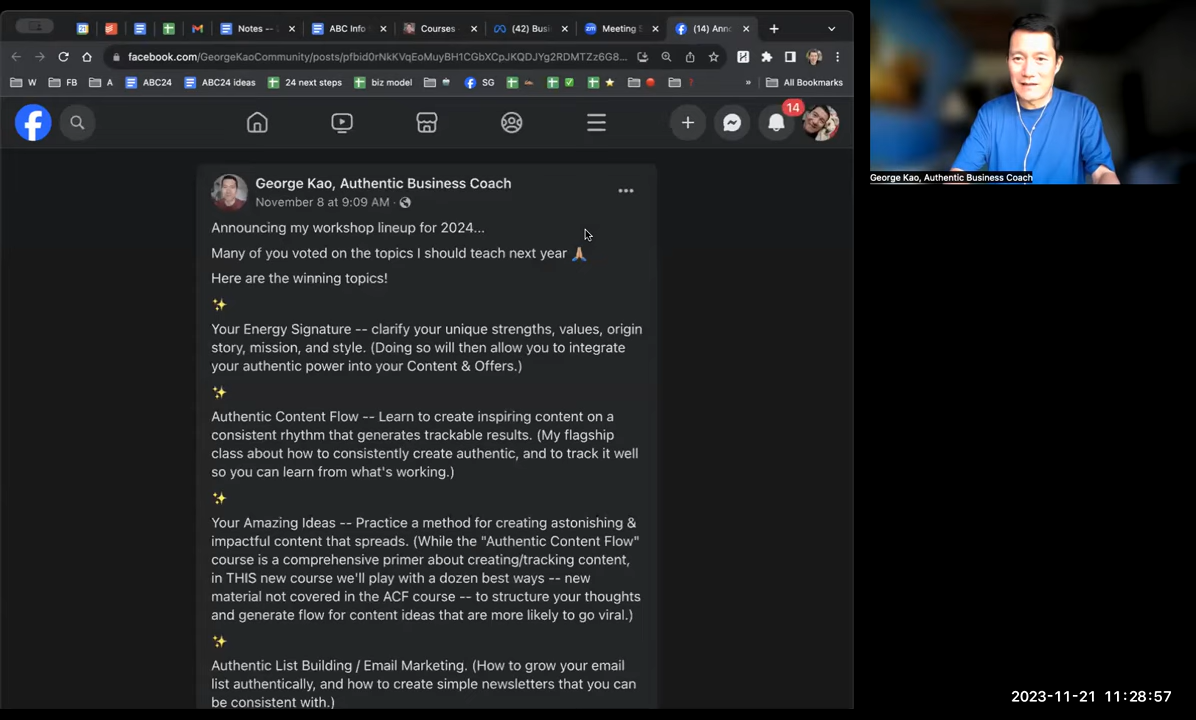 Notes --
ABC Info
Courses
(42) Busi
Meeting S
(14) Anno
facebook.com/GeorgeKaoCommunity/posts/pfbid0rNkKVqEoMuyBH1CGbXCpJKQDJYg2RDMTZz6G8...
W
FB
A
ABC24
ABC24 ideas
24 next steps
biz model
SG
»
All Bookmarks
14
George Kao, Authentic Business Coach
November 8 at 9:09 AM ·
Announcing my workshop lineup for 2024...
Many of you voted on the topics I should teach next year 🙏🏼
Here are the winning topics!
✨
Your Energy Signature -- clarify your unique strengths, values, origin
story, mission, and style. (Doing so will then allow you to integrate
your authentic power into your Content & Offers.)
✨
Authentic Content Flow -- Learn to create inspiring content on a
consistent rhythm that generates trackable results. (My flagship
class about how to consistently create authentic, and to track it well
so you can learn from what's working.)
✨
Your Amazing Ideas -- Practice a method for creating astonishing &
impactful content that spreads. (While the "Authentic Content Flow"
course is a comprehensive primer about creating/tracking content,
in THIS new course we'll play with a dozen best ways -- new
material not covered in the ACF course -- to structure your thoughts
and generate flow for content ideas that are more likely to go viral.)
✨
Authentic List Building / Email Marketing. (How to grow your email
list authentically, and how to create simple newsletters that you can
be consistent with.)
George Kao, Authentic Business Coach
2023-11-21 11:28:57